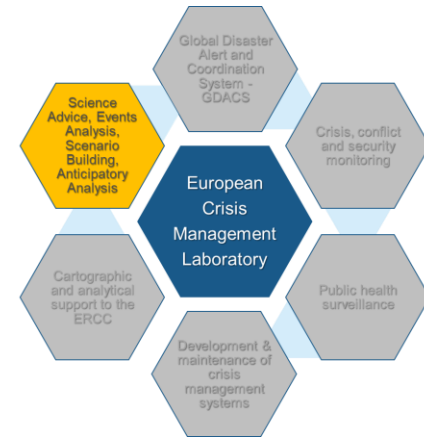 Global Disaster
Alert and
Coordination
System -
GDACS
Science
Advice, Events
Analysis,
Scenario
Building,
Anticipatory
Analysis
Crisis, conflict
and security
monitoring
European
Crisis
Management
Laboratory
Cartographic
and analytical
support to the
ERCC
Public health
surveillance
Development &
maintenance of
crisis
management
systems